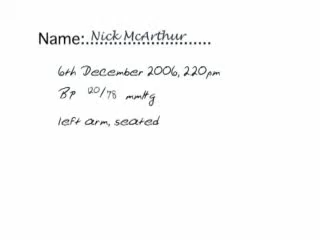 Name:............................ Nick McArthur
6th December 2006, 220pm
Bp 20/78 mmHg
left arm, seated